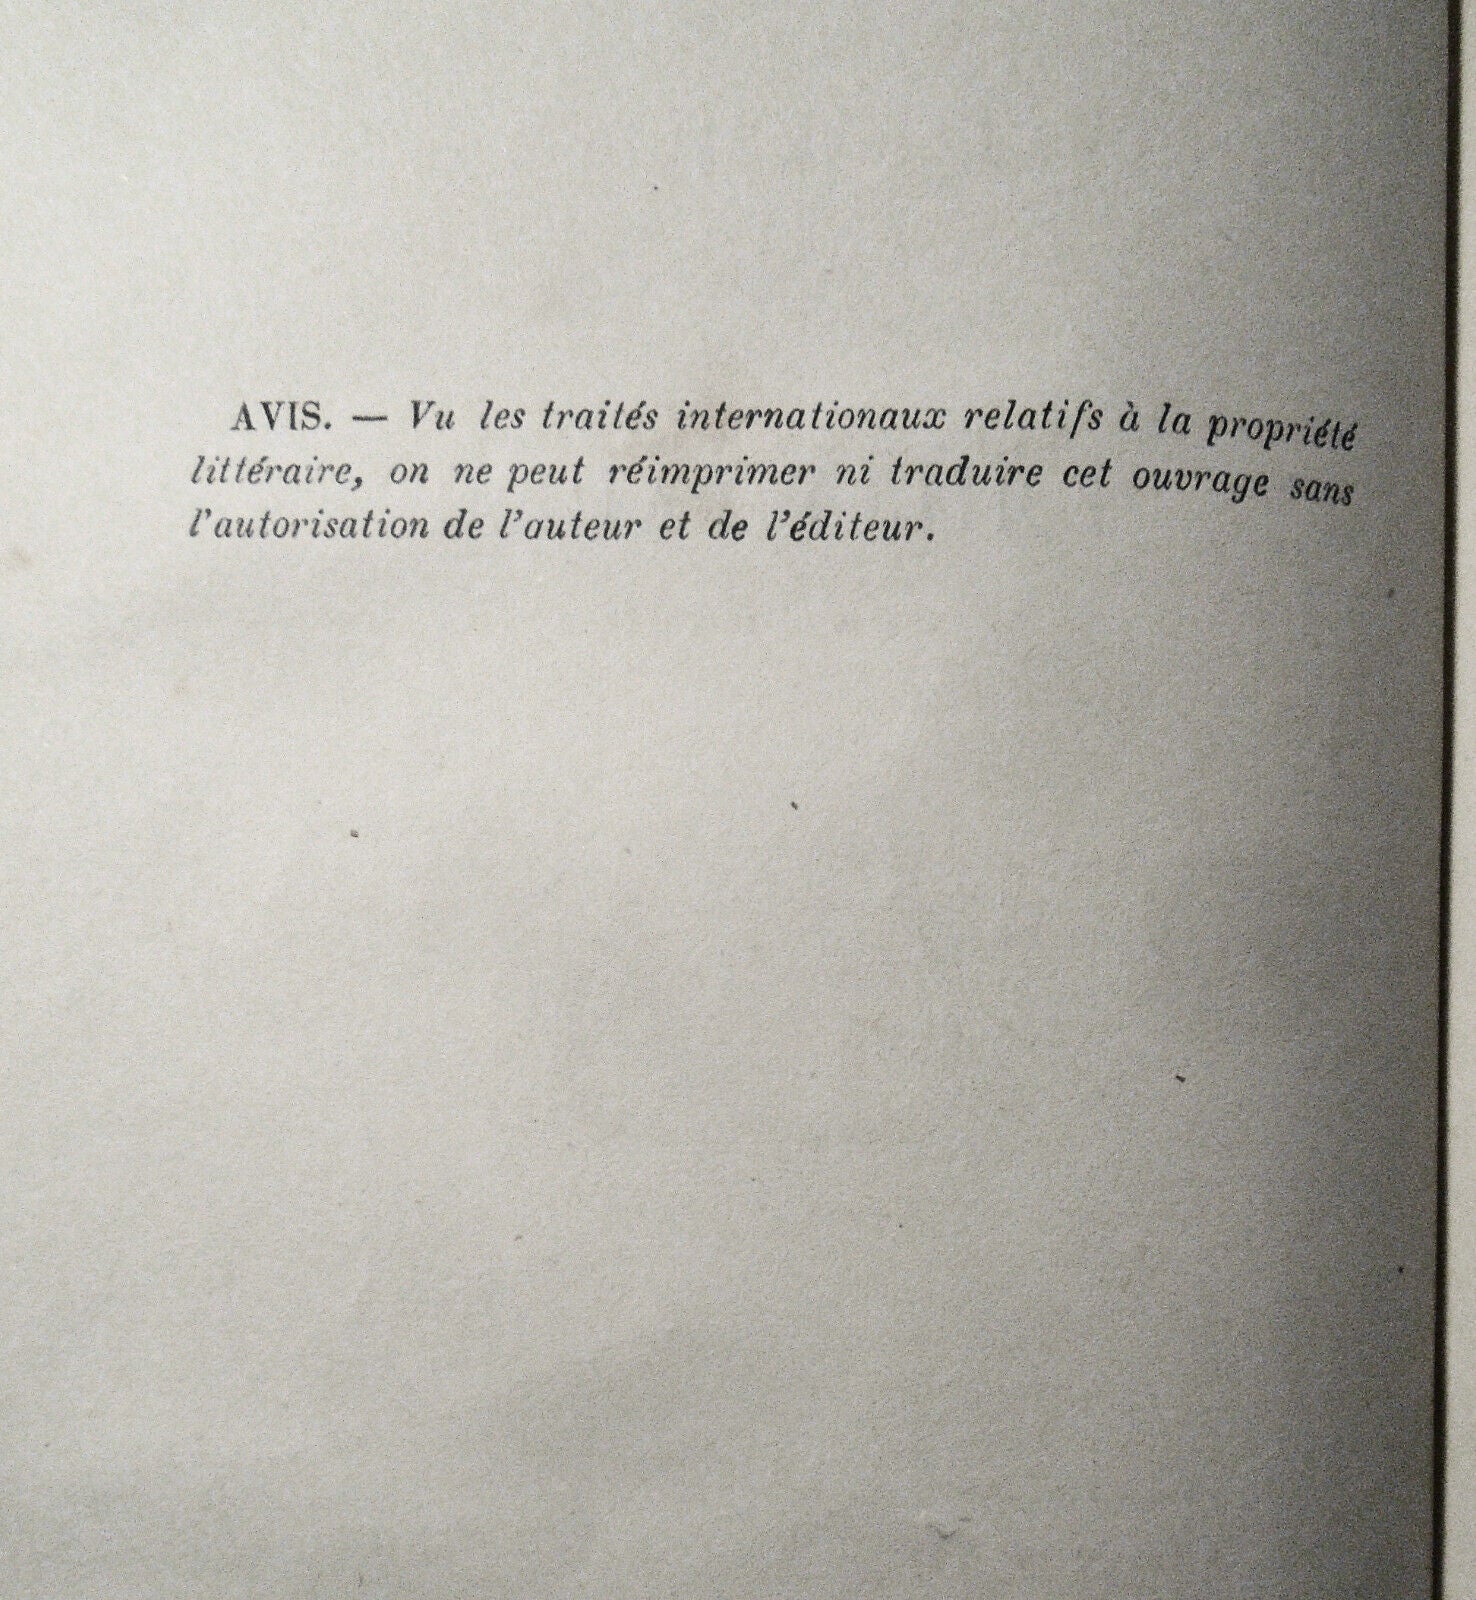 AVIS. — Vu les traités internationaux relatifs à la propriété
littéraire, on ne peut réimprimer ni traduire cet ouvrage sans
l'autorisation de l'auteur et de l'éditeur.